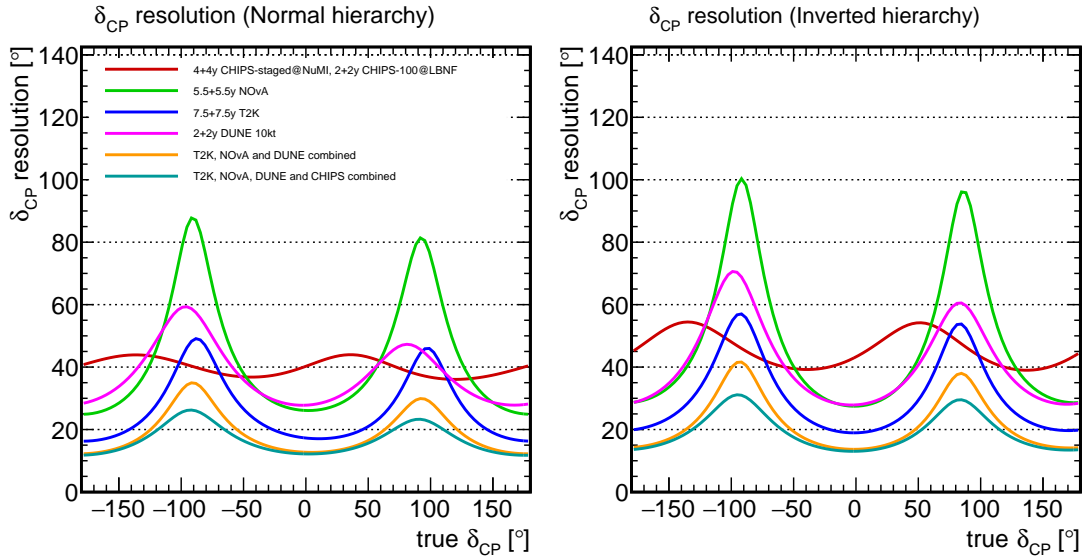 δCP resolution (Normal hierarchy)
δCP resolution [°]
140
120
100
80
60
40
20
0
4+4y CHIPS-staged@NuMI, 2+2y CHIPS-100@LBNF
5.5+5.5y NOvA
7.5+7.5y T2K
2+2y DUNE 10kt
T2K, NOvA and DUNE combined
T2K, NOvA, DUNE and CHIPS combined
−150 −100 −50 0 50 100 150
true δCP [°]
δCP resolution (Inverted hierarchy)
δCP resolution [°]
140
120
100
80
60
40
20
0
−150 −100 −50 0 50 100 150
true δCP [°]